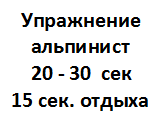 Упражнение
альпинист
20 - 30  сек
15 сек. отдыха